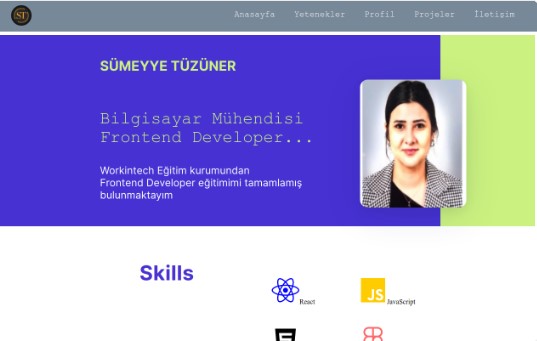 ST
Anasayfa Yetenekler Profil Projeler İletişim
SÜMEYYE TÜZÜNER
Bilgisayar Mühendisi
Frontend Developer...
Workintech Eğitim kurumundan
Frontend Developer eğitimimi tamamlamış
bulunmaktayım
Skills
React
JS JavaScript